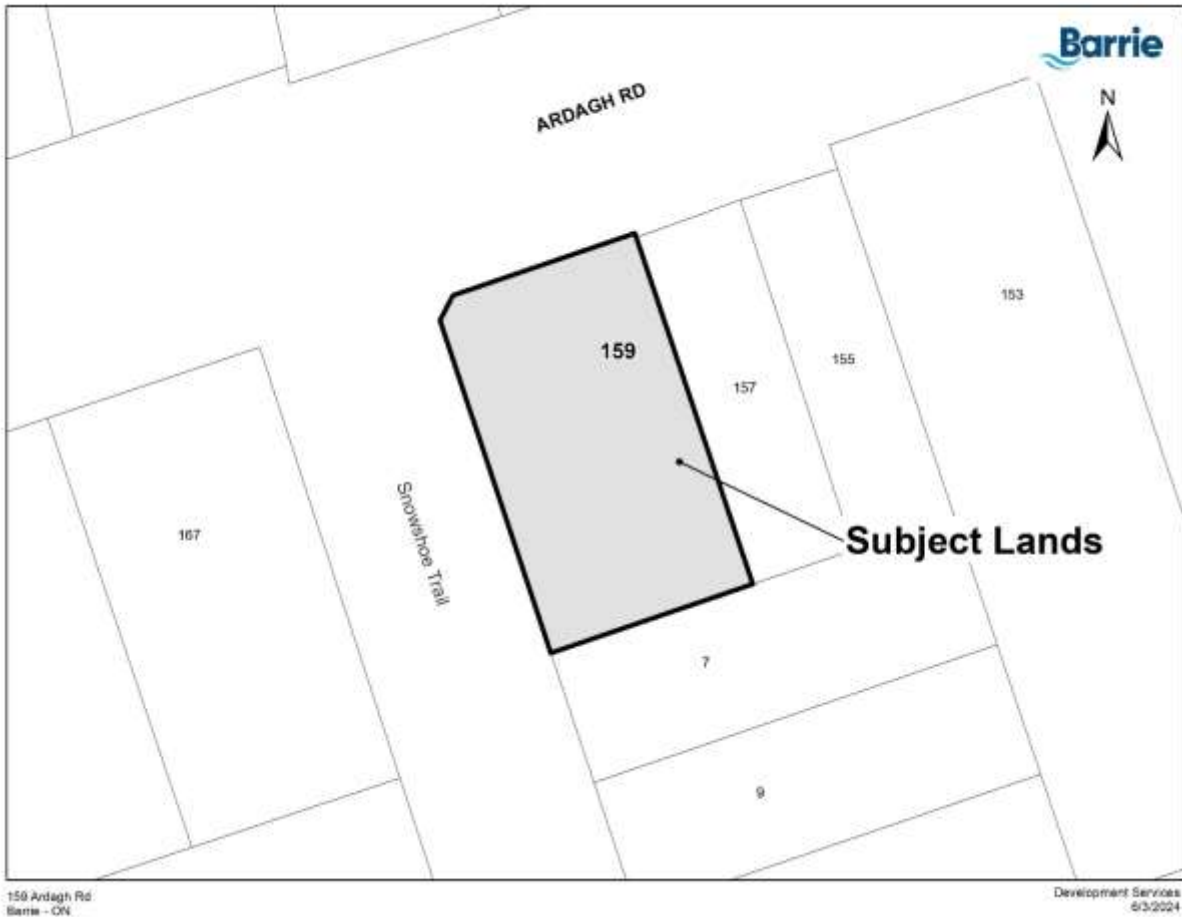 Barrie
N
ARDAGH RD
159
153
155
157
Snowshoe Trail
167
Subject Lands
7
9
159 Ardagh Rd
Barrie - ON
Development Services
6/3/2024